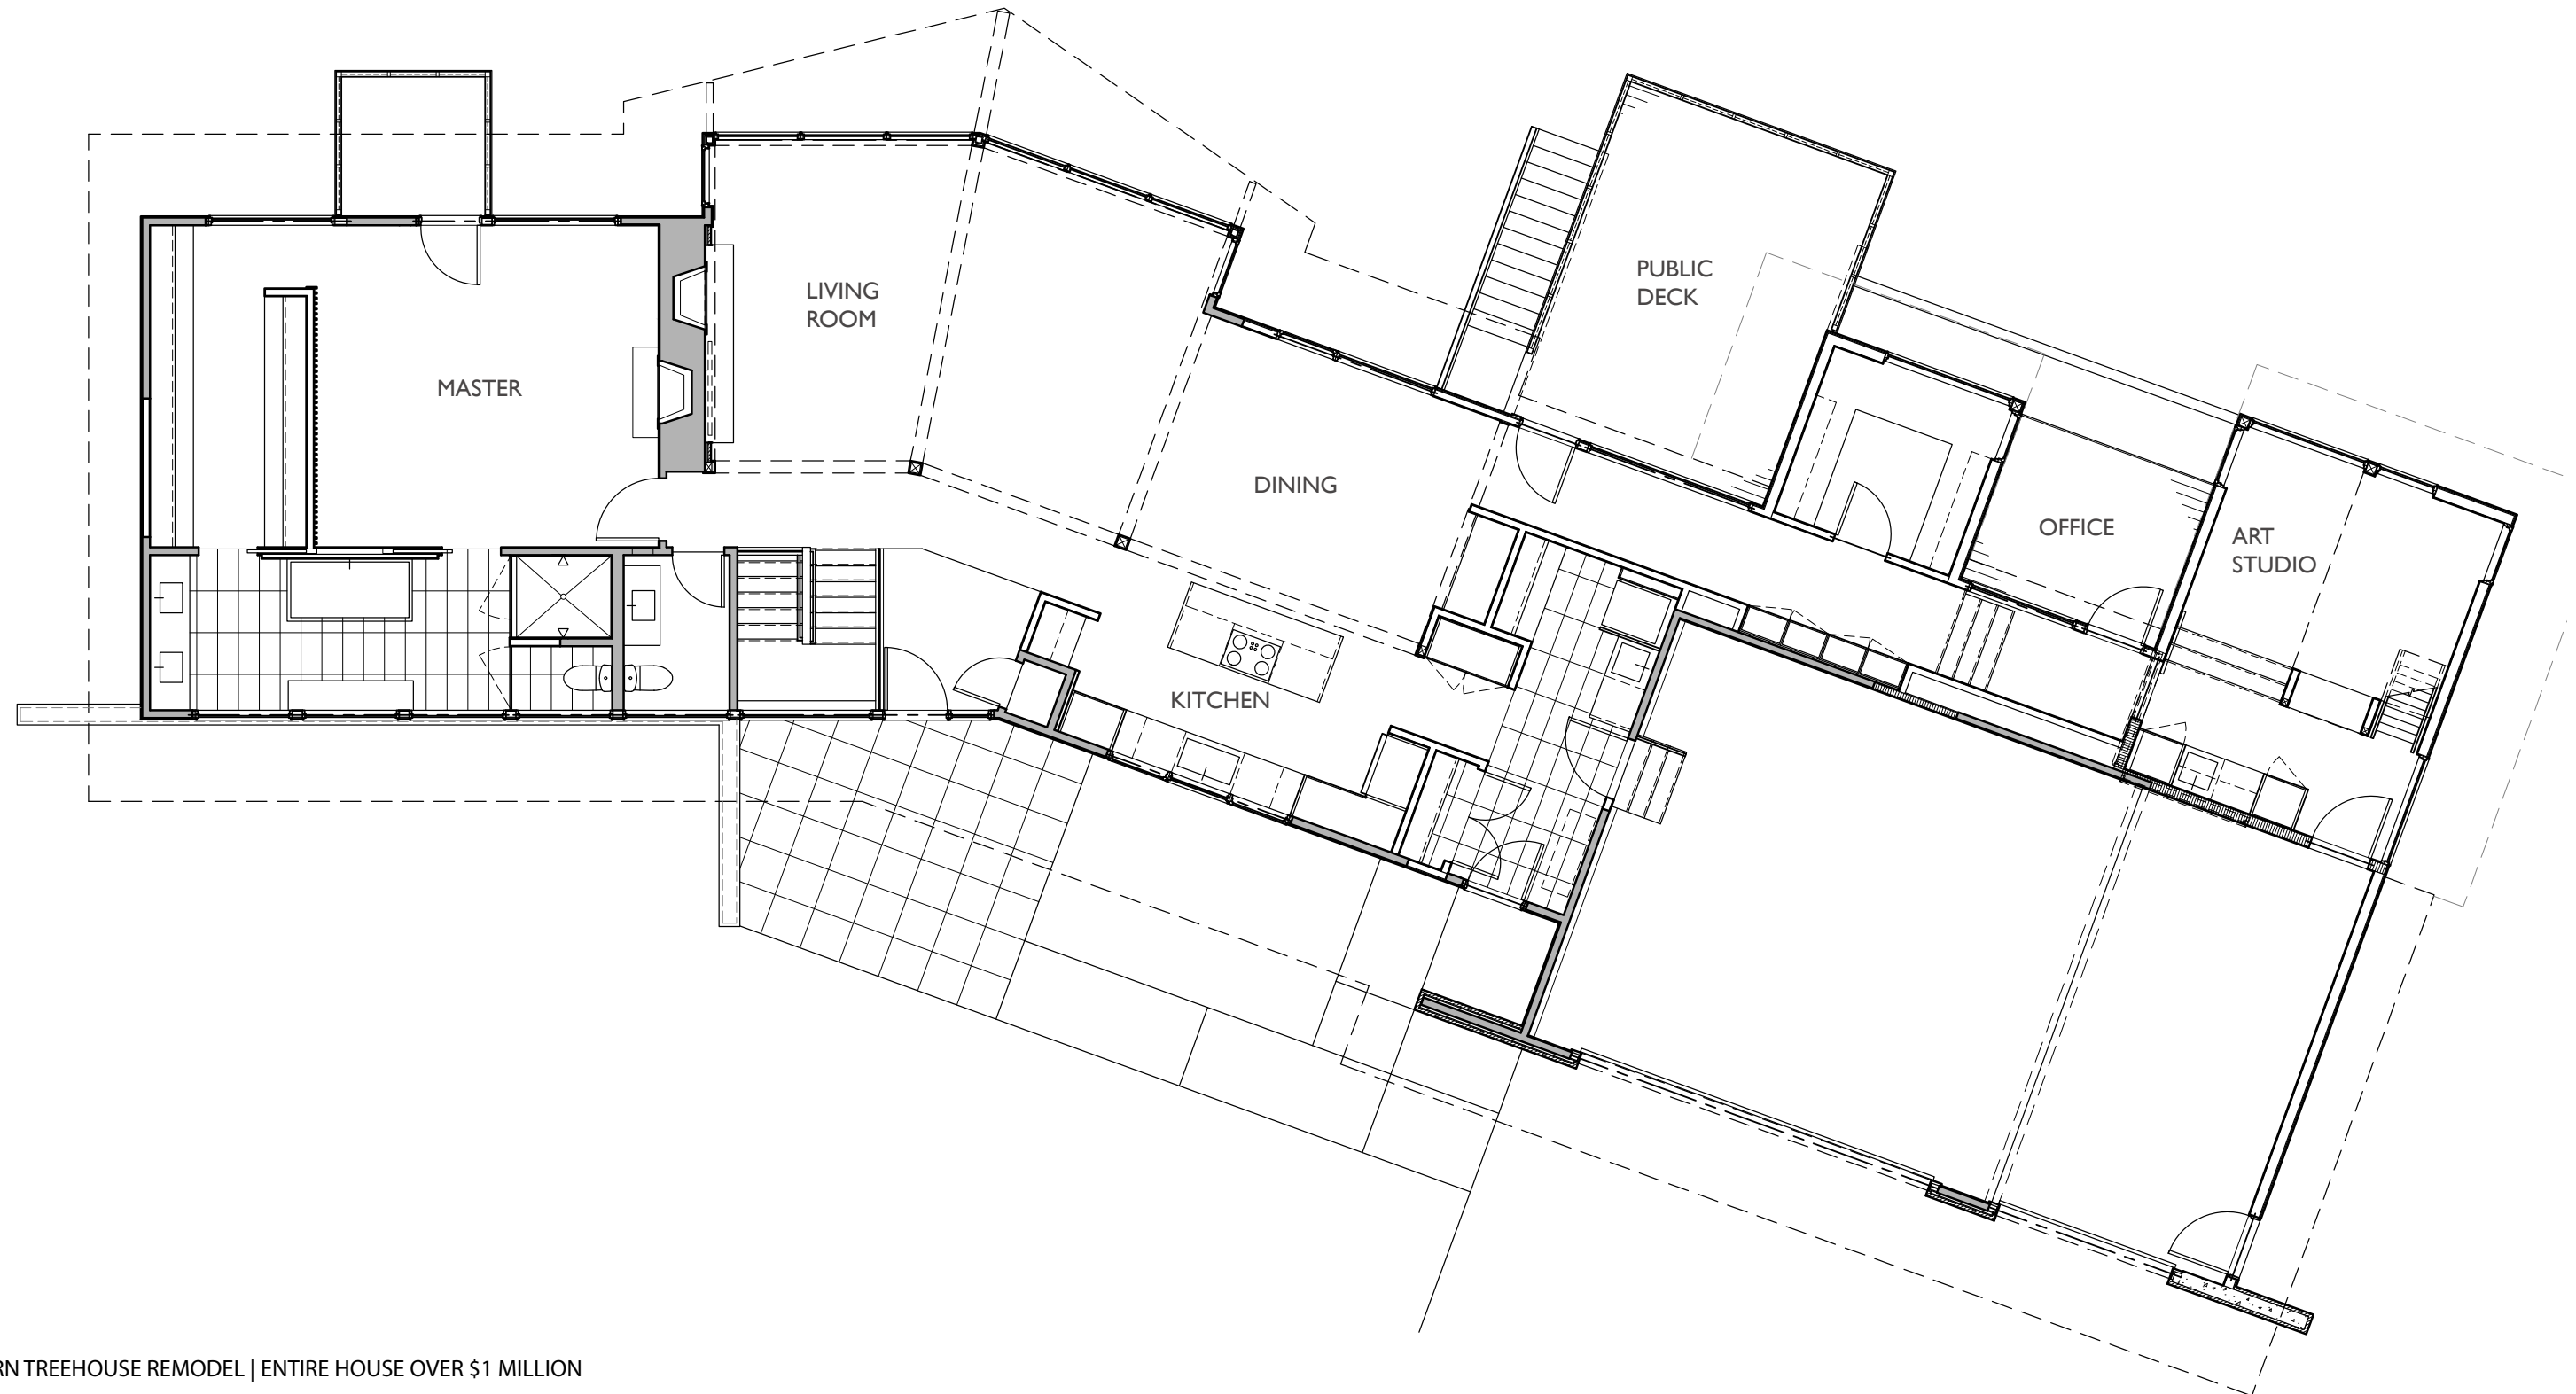 LIVING
ROOM
MASTER
PUBLIC
DECK
DINING
OFFICE
ART
STUDIO
KITCHEN
RN TREEHOUSE REMODEL | ENTIRE HOUSE OVER $1 MILLION